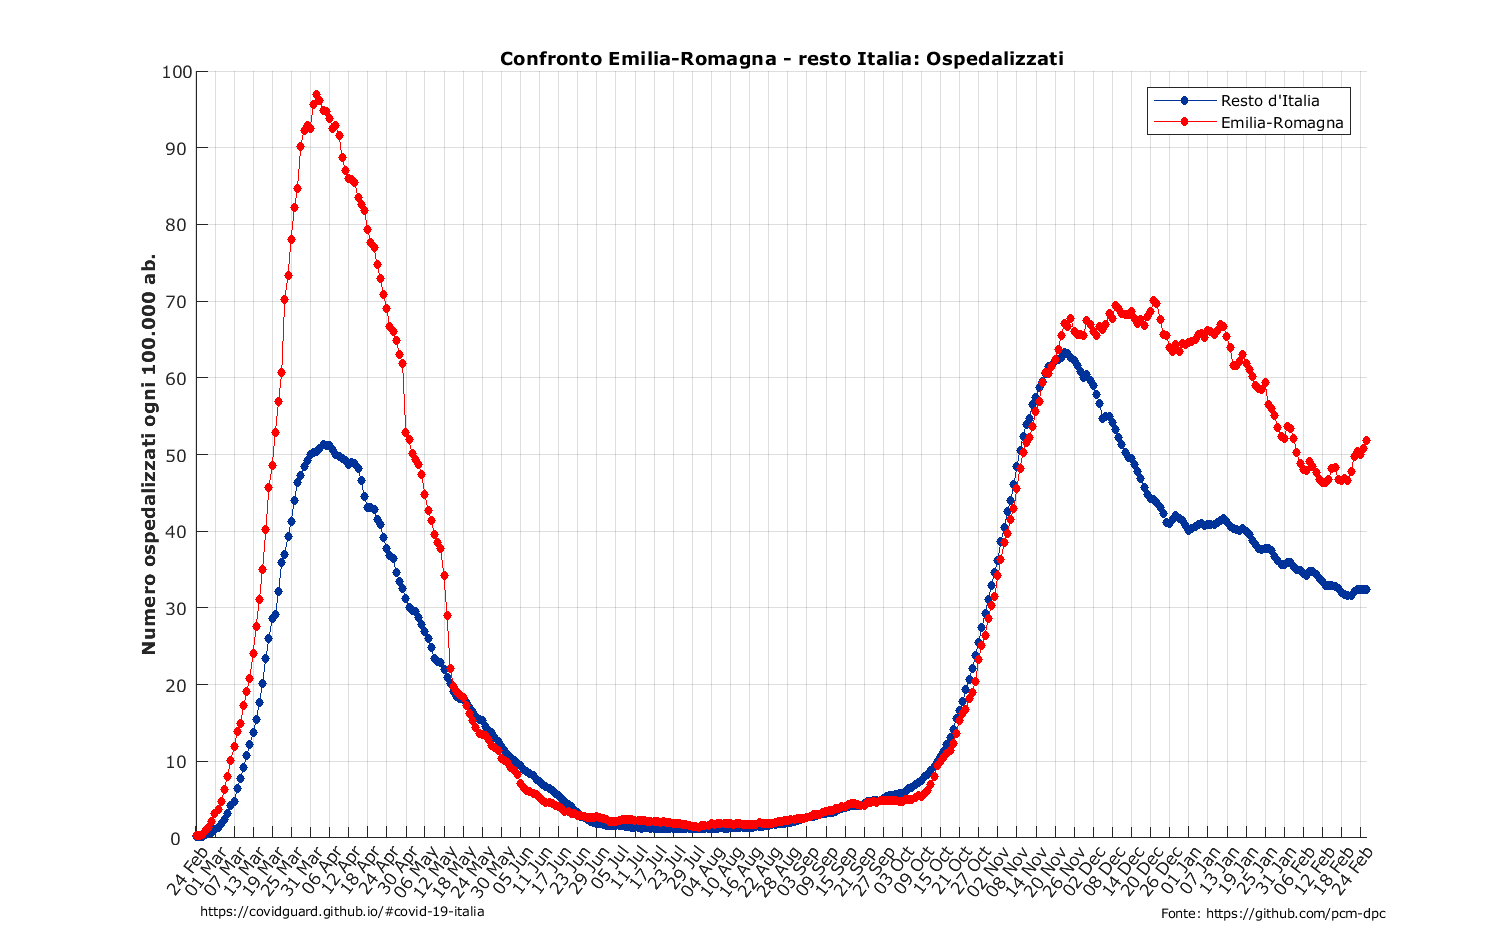 Confronto Emilia-Romagna - resto Italia: Ospedalizzati
Resto d'Italia
Emilia-Romagna
Numero ospedalizzati ogni 100.000 ab.
100
90
80
70
60
50
40
30
20
10
0
24 Feb
01 Mar
07 Mar
13 Mar
19 Mar
25 Mar
31 Mar
06 Apr
12 Apr
18 Apr
24 Apr
30 Apr
06 May
12 May
18 May
24 May
30 May
05 Jun
11 Jun
17 Jun
23 Jun
29 Jun
05 Jul
11 Jul
17 Jul
23 Jul
29 Jul
04 Aug
10 Aug
16 Aug
22 Aug
28 Aug
03 Sep
09 Sep
15 Sep
21 Sep
27 Sep
03 Oct
09 Oct
15 Oct
21 Oct
27 Oct
02 Nov
08 Nov
14 Nov
20 Nov
26 Nov
02 Dec
08 Dec
14 Dec
20 Dec
26 Dec
01 Jan
07 Jan
13 Jan
19 Jan
25 Jan
31 Jan
06 Feb
12 Feb
18 Feb
24 Feb
https://covidguard.github.io/#covid-19-italia
Fonte: https://github.com/pcm-dpc